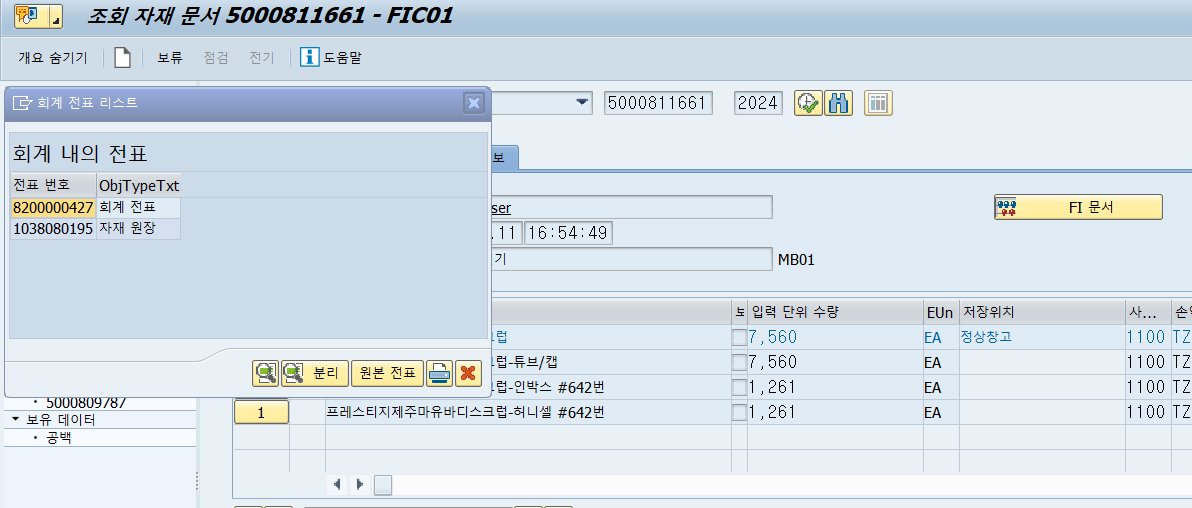 조회 자재 문서 5000811661 - FIC01
개요 숨기기 보류 점검 전기 도움말
회계 전표 리스트
5000811661 2024
회계 내의 전표
보
전표 번호 ObjTypeTxt
8200000427 회계 전표
1038080195 자재 원장
ser
FI 문서
.11 16:54:49
기 MB01
입력 단위 수량 EUn 저장위치 사...
럽 7,560 EA 정상창고 1100 TZ
크럽-튜브/캡 7,560 EA 1100 TZ
크럽-인박스 #642번 1,261 EA 1100 TZ
1 프레스티지제주마유바디스크럽-허니셀 #642번 1,261 EA 1100 TZ
분리 원본 전표
5000809787
보유 데이터
공백